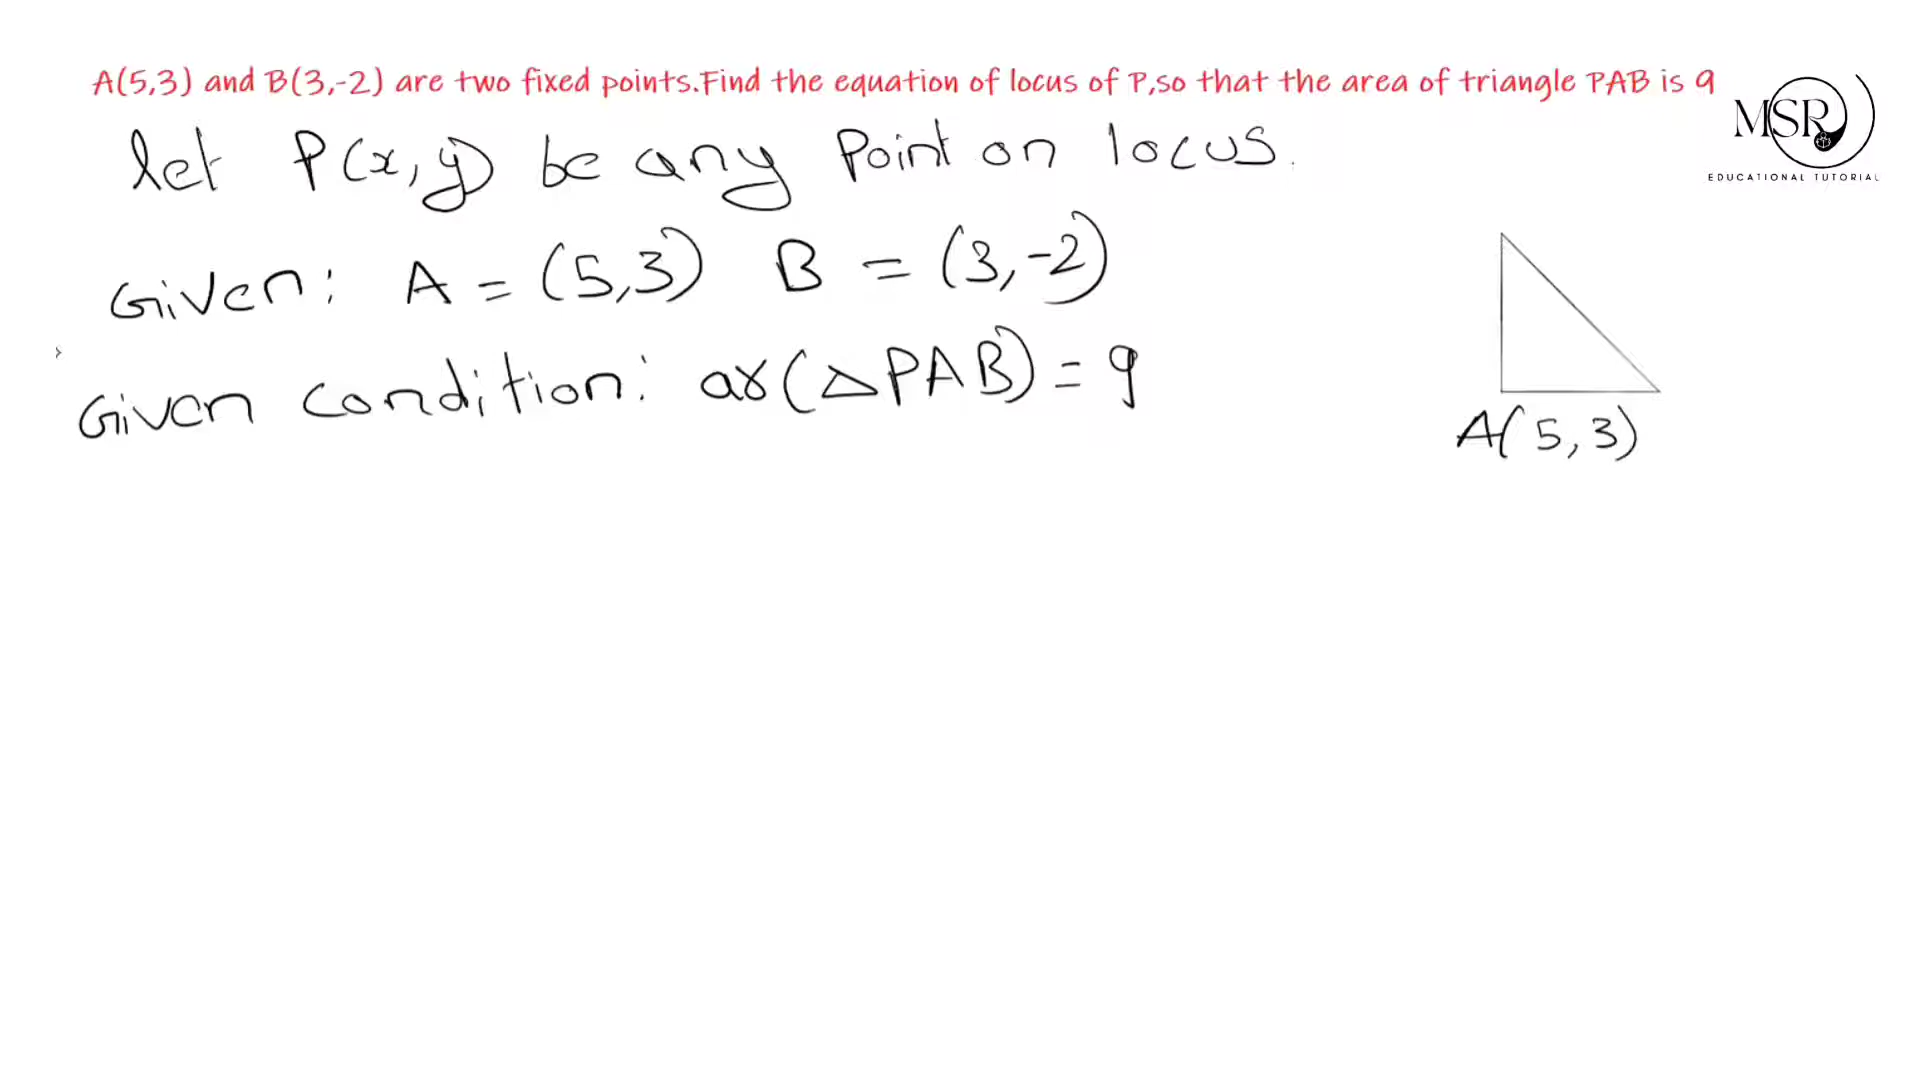 A(5,3) and B(3,-2) are two fixed points.Find the equation of locus of P,so that the area of triangle PAB is 9
MSR
EDUCATIONAL TUTORIAL
let P(x,y) be any Point on locus.
Given: A = (5,3) B = (3,-2)
Given condition: ar(△PAB) = 9
A(5,3)